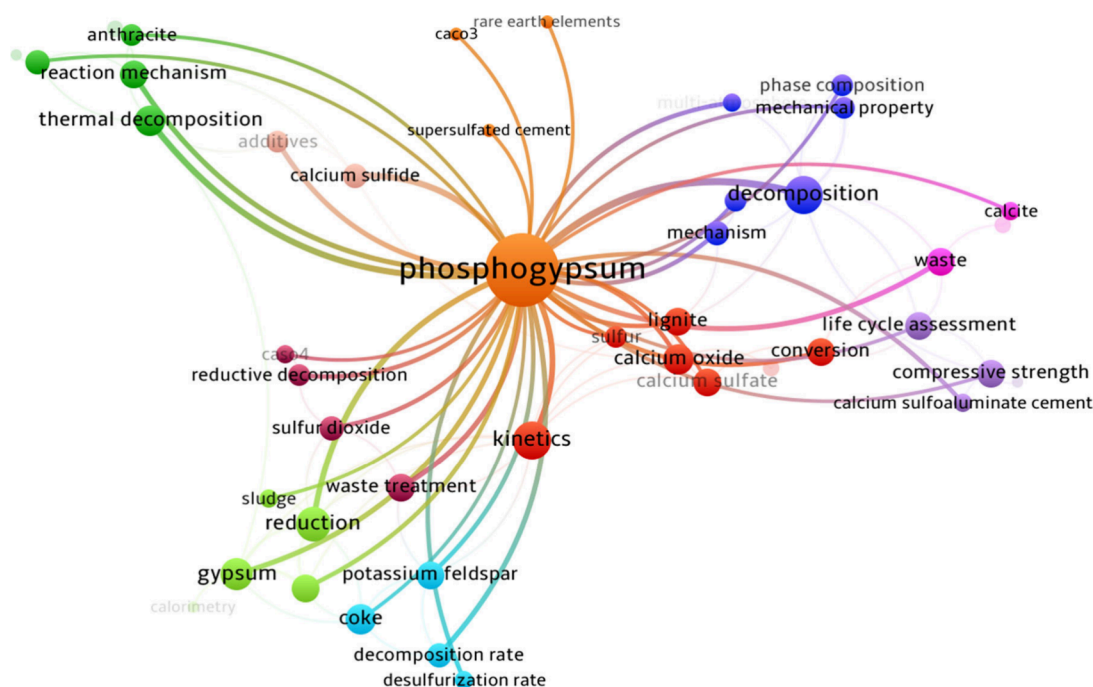 rare earth elements
anthracite
caco3
reaction mechanism
phase composition
mechanical property
thermal decomposition
supersulfated cement
additives
calcium sulfide
decomposition
calcite
mechanism
waste
phosphogypsum
lignite
life cycle assessment
sulfur
conversion
caso4
calcium oxide
reductive decomposition
calcium sulfate
compressive strength
calcium sulfoaluminate cement
sulfur dioxide
kinetics
waste treatment
sludge
reduction
gypsum
potassium feldspar
calorimetry
coke
decomposition rate
desulfurization rate